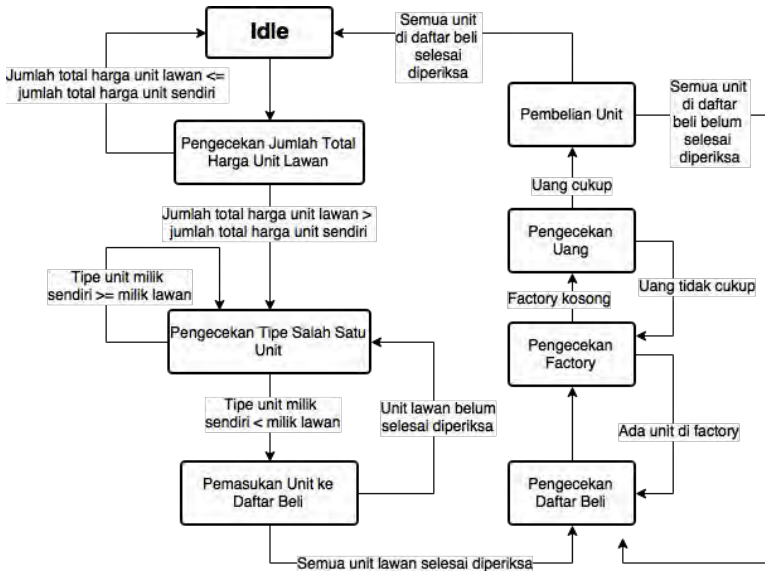 Idle
Jumlah total harga unit lawan <=
jumlah total harga unit sendiri
Pengecekan Jumlah Total
Harga Unit Lawan
Jumlah total harga unit lawan >
jumlah total harga unit sendiri
Tipe unit milik
sendiri >= milik lawan
Pengecekan Tipe Salah Satu
Unit
Tipe unit milik
sendiri < milik lawan
Unit lawan belum
selesai diperiksa
Pemasukan Unit ke
Daftar Beli
Semua unit lawan selesai diperiksa
Semua unit
di daftar beli
selesai
diperiksa
Pembelian Unit
Semua unit
di daftar
beli belum
selesai
diperiksa
Uang cukup
Pengecekan
Uang
Uang tidak cukup
Factory kosong
Pengecekan
Factory
Ada unit di factory
Pengecekan
Daftar Beli